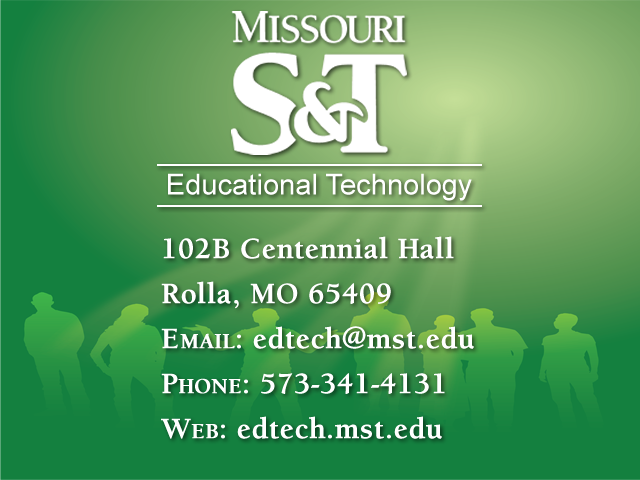 MISSOURI
S&T
Educational Technology
102B Centennial Hall
Rolla, MO 65409
EMAIL: edtech@mst.edu
PHONE: 573-341-4131
WEB: edtech.mst.edu